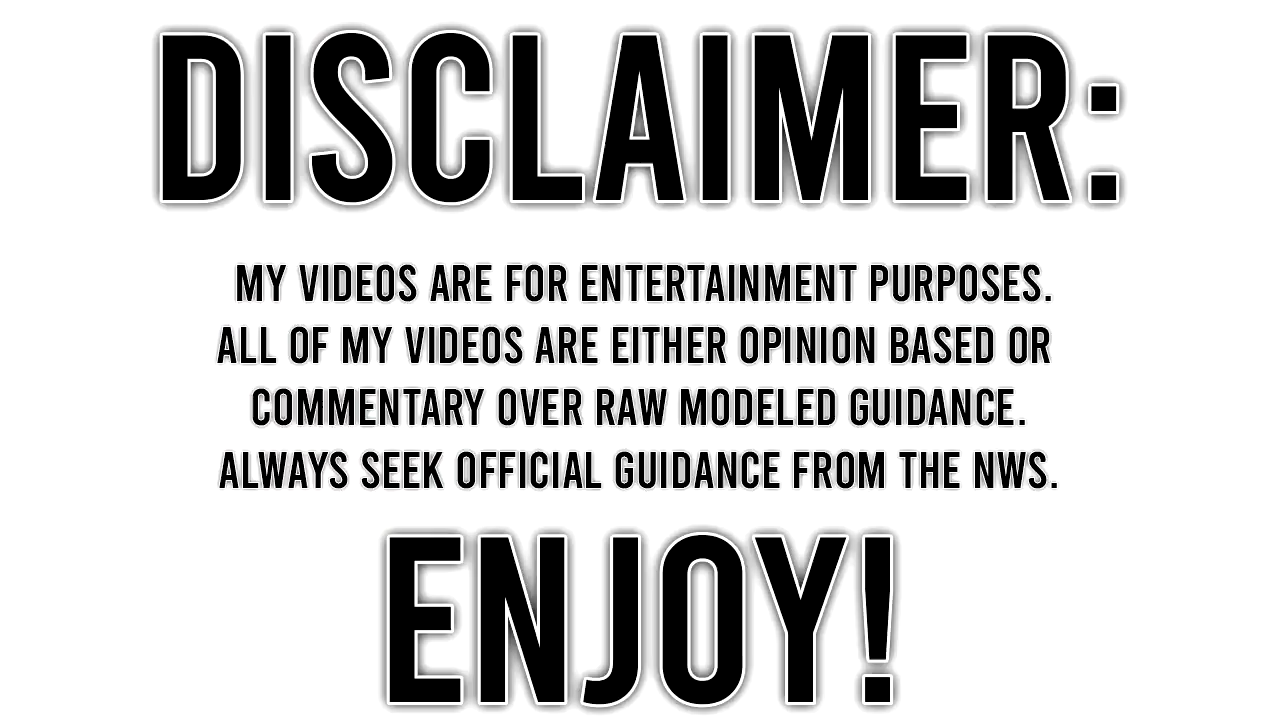 DISCLAIMER:
MY VIDEOS ARE FOR ENTERTAINMENT PURPOSES.
ALL OF MY VIDEOS ARE EITHER OPINION BASED OR
COMMENTARY OVER RAW MODELED GUIDANCE.
ALWAYS SEEK OFFICIAL GUIDANCE FROM THE NWS.
ENJOY!